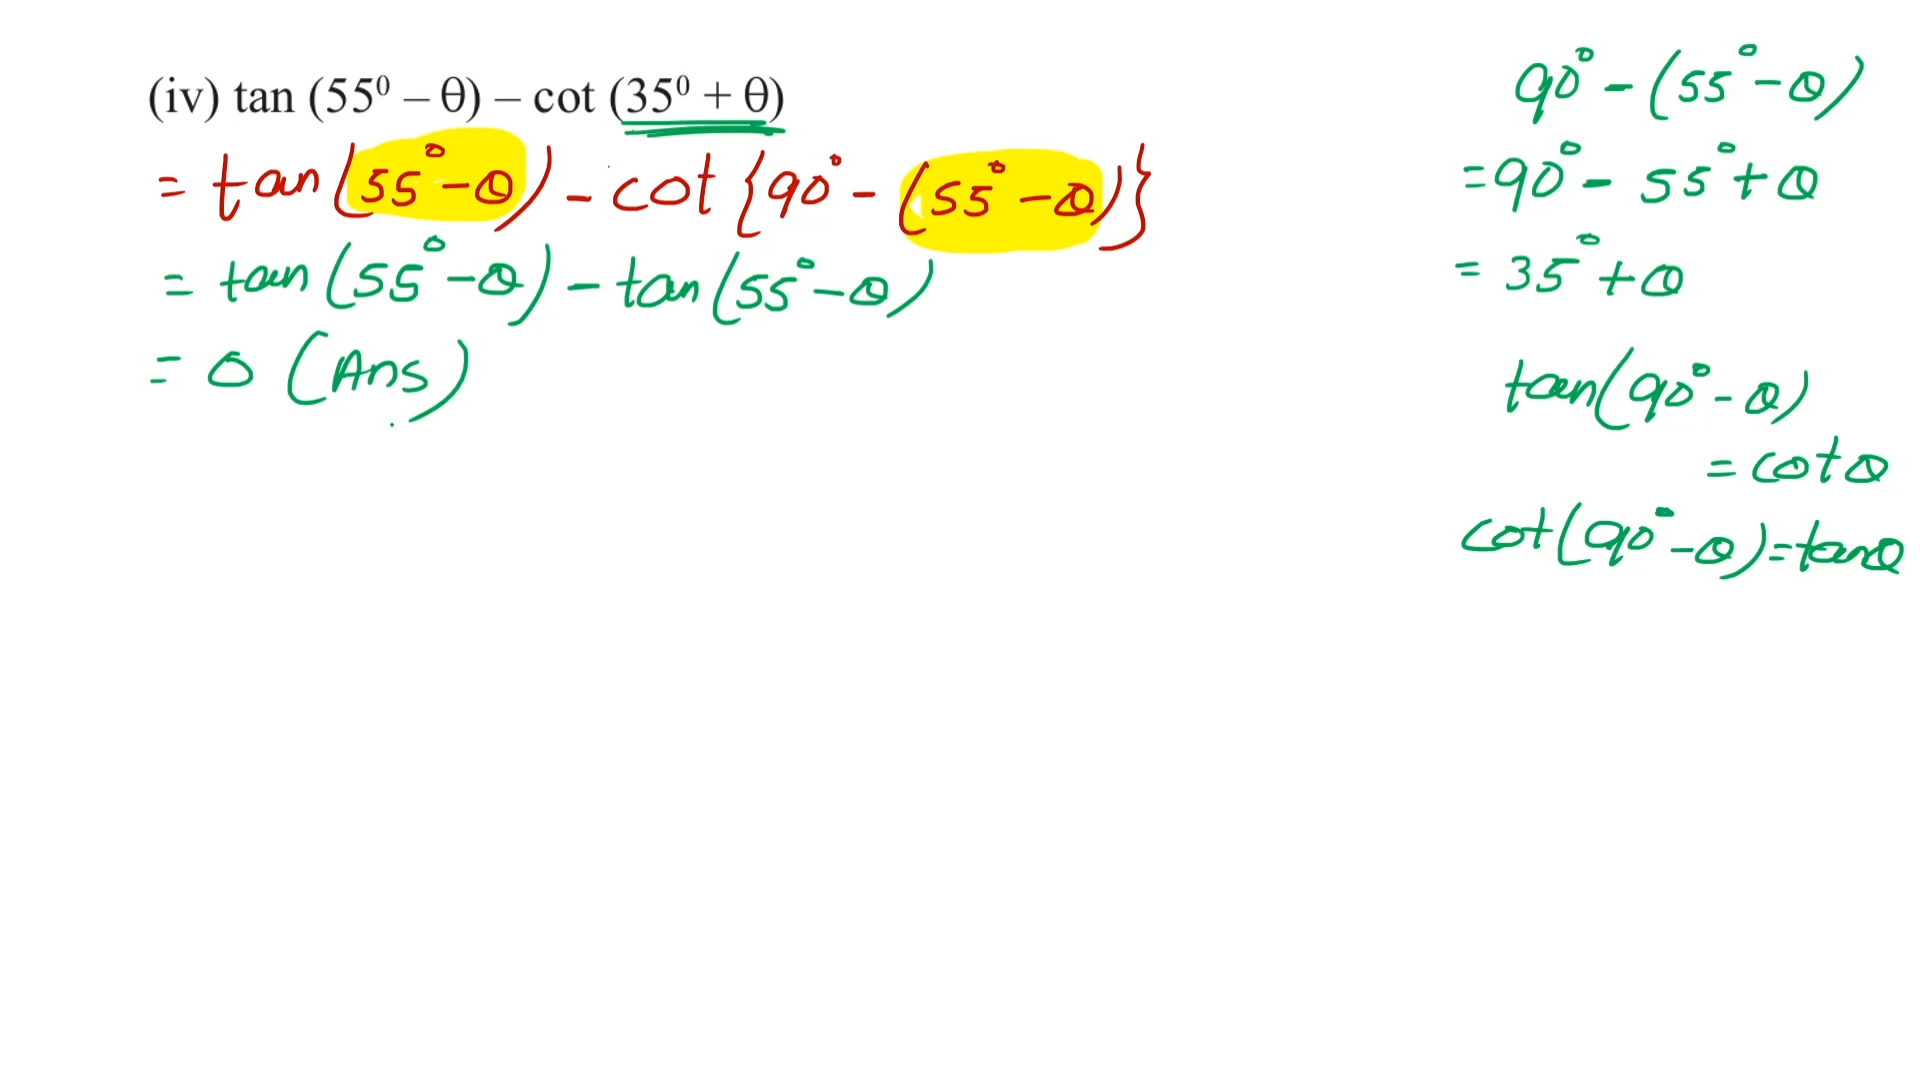 (iv) tan (55⁰ – θ) – cot (35⁰ + θ)
= tan(55°-θ) - cot{90° - (55°-θ)}
= tan(55°-θ) - tan(55°-θ)
= 0 (Ans)
90° - (55°-θ)
= 90° - 55° + θ
= 35° + θ
tan(90° - θ)
= cot θ
cot(90° - θ) = tanθ